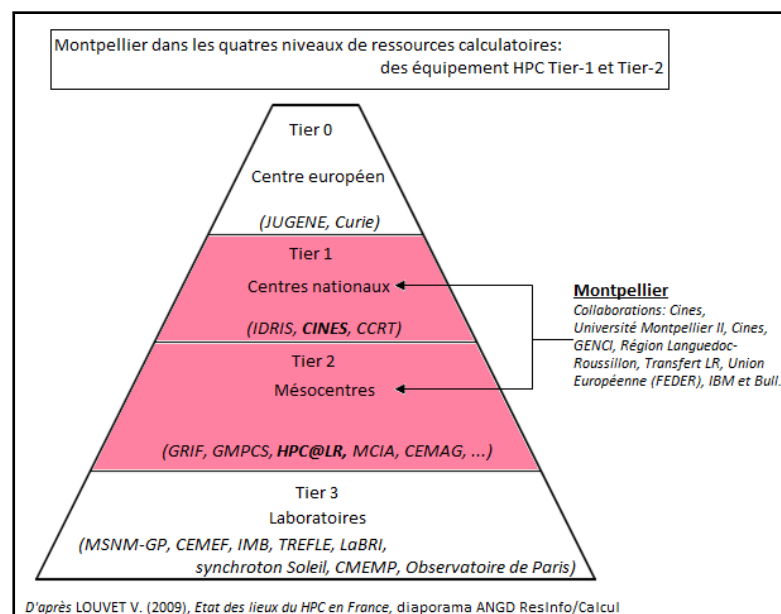 Montpellier dans les quatres niveaux de ressources calculatoires:
des équipement HPC Tier-1 et Tier-2
Tier 0
Centre européen
(JUGENE, Curie)
Tier 1
Centres nationaux
(IDRIS, CINES, CCRT)
Tier 2
Mésocentres
(GRIF, GMPCS, HPC@LR, MCIA, CEMAG, ...)
Tier 3
Laboratoires
(MSNM-GP, CEMEF, IMB, TREFLE, LaBRI,
synchroton Soleil, CMEMP, Observatoire de Paris)
Montpellier
Collaborations: Cines,
Université Montpellier II, Cines,
GENCI, Région Languedoc-
Roussillon, Transfert LR, Union
Européenne (FEDER), IBM et Bull.
D'après LOUVET V. (2009), Etat des lieux du HPC en France, diaporama ANGD ResInfo/Calcul